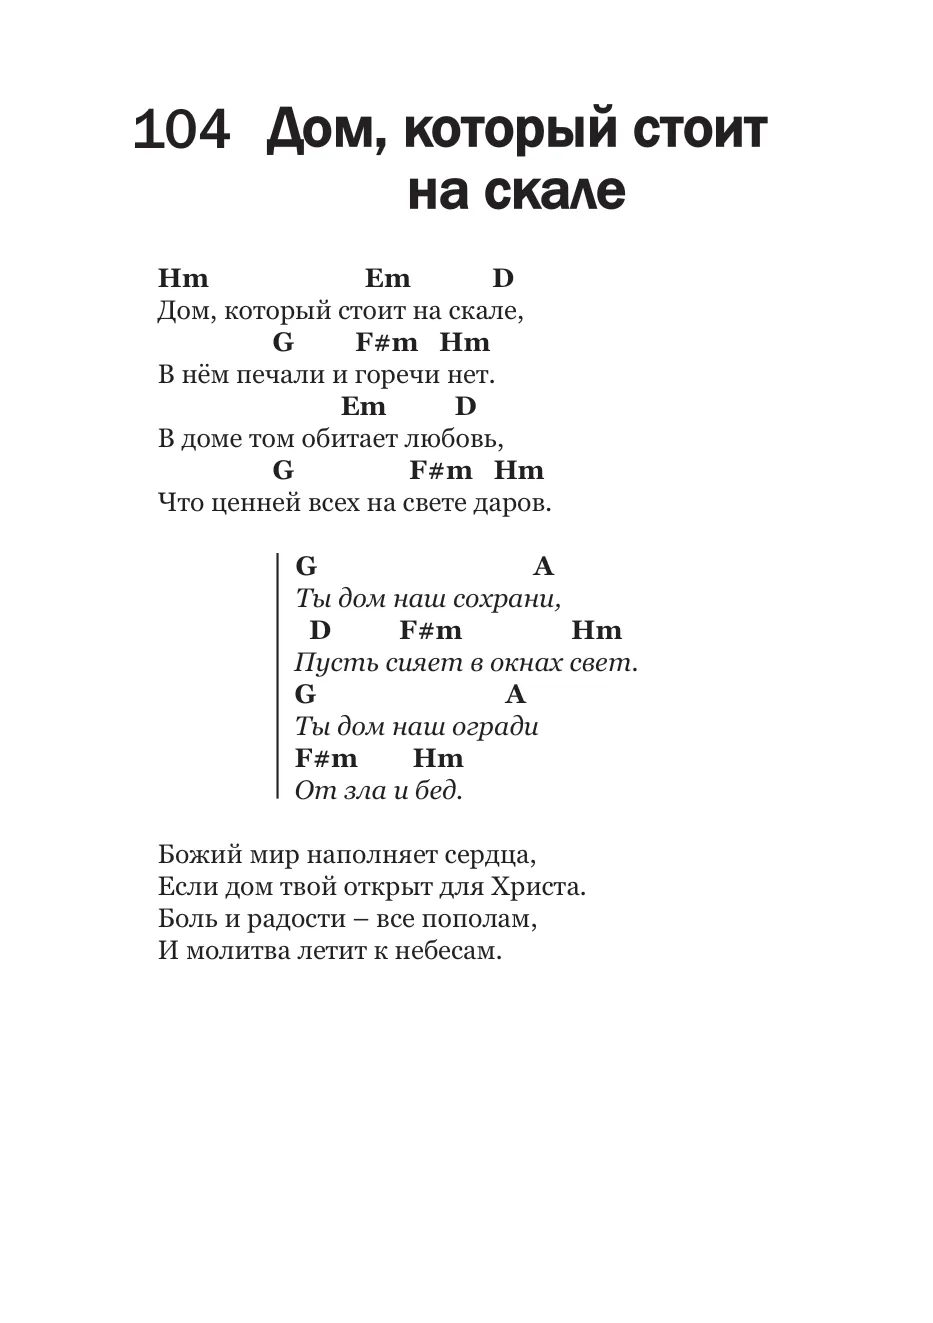 104 Дом, который стоит
на скале
Hm Em D
Дом, который стоит на скале,
G F#m Hm
В нём печали и горечи нет.
Em D
В доме том обитает любовь,
G F#m Hm
Что ценней всех на свете даров.
G A
Ты дом наш сохрани,
D F#m Hm
Пусть сияет в окнах свет.
G A
Ты дом наш огради
F#m Hm
От зла и бед.
Божий мир наполняет сердца,
Если дом твой открыт для Христа.
Боль и радости – все пополам,
И молитва летит к небесам.